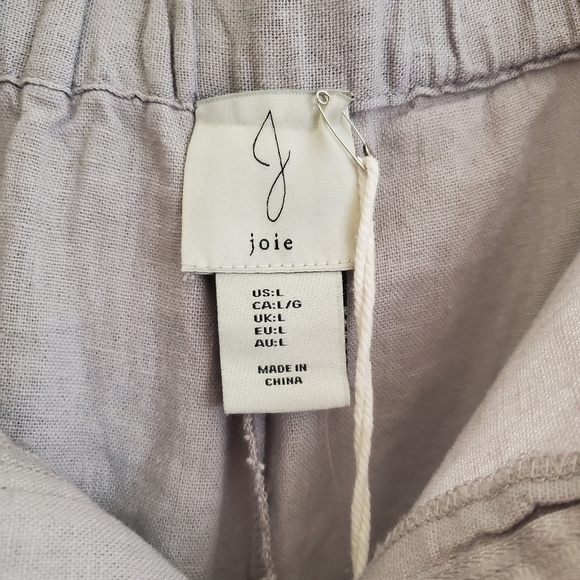 J
joie
US:L
CA:L/G
UK:L
EU:L
AU:L
MADE IN
CHINA